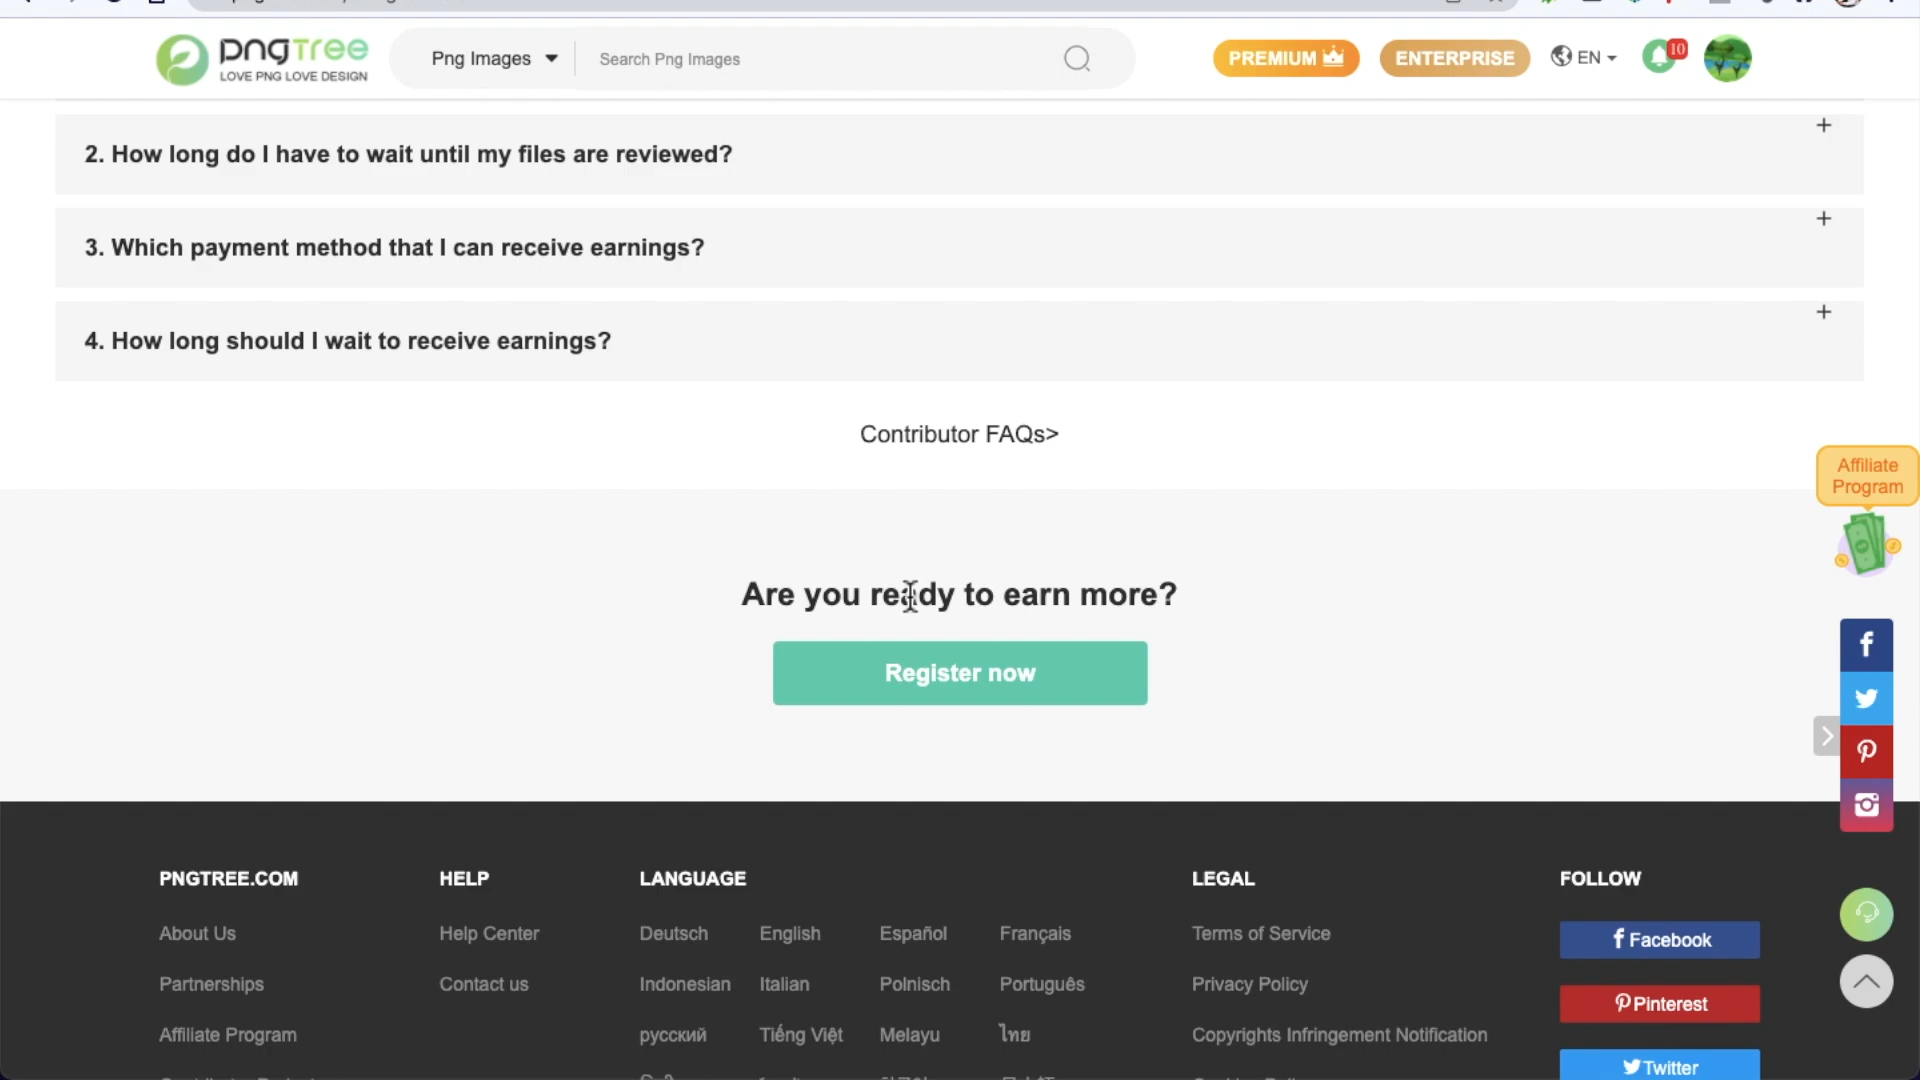 pngtree
LOVE PNG LOVE DESIGN
Png Images
Search Png Images
PREMIUM
ENTERPRISE
EN
10
2. How long do I have to wait until my files are reviewed?
+
3. Which payment method that I can receive earnings?
+
4. How long should I wait to receive earnings?
+
Contributor FAQs>
Affiliate
Program
Are you ready to earn more?
Register now
PNGTREE.COM
About Us
Partnerships
Affiliate Program
HELP
Help Center
Contact us
LANGUAGE
Deutsch English Español Français
Indonesian Italian Polnisch Português
русский Tiếng Việt Melayu ไทย
LEGAL
Terms of Service
Privacy Policy
Copyrights Infringement Notification
FOLLOW
Facebook
Pinterest
Twitter